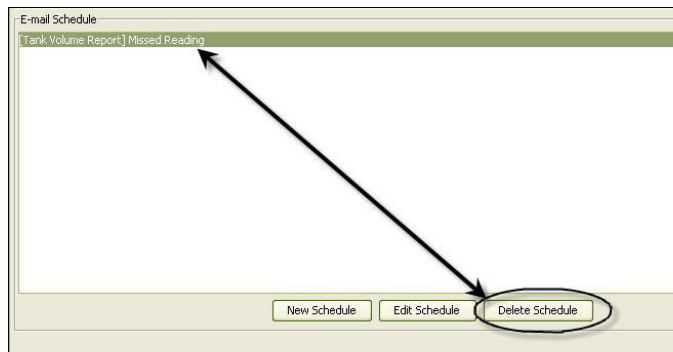 E-mail Schedule
[Tank Volume Report] Missed Reading
New Schedule Edit Schedule Delete Schedule